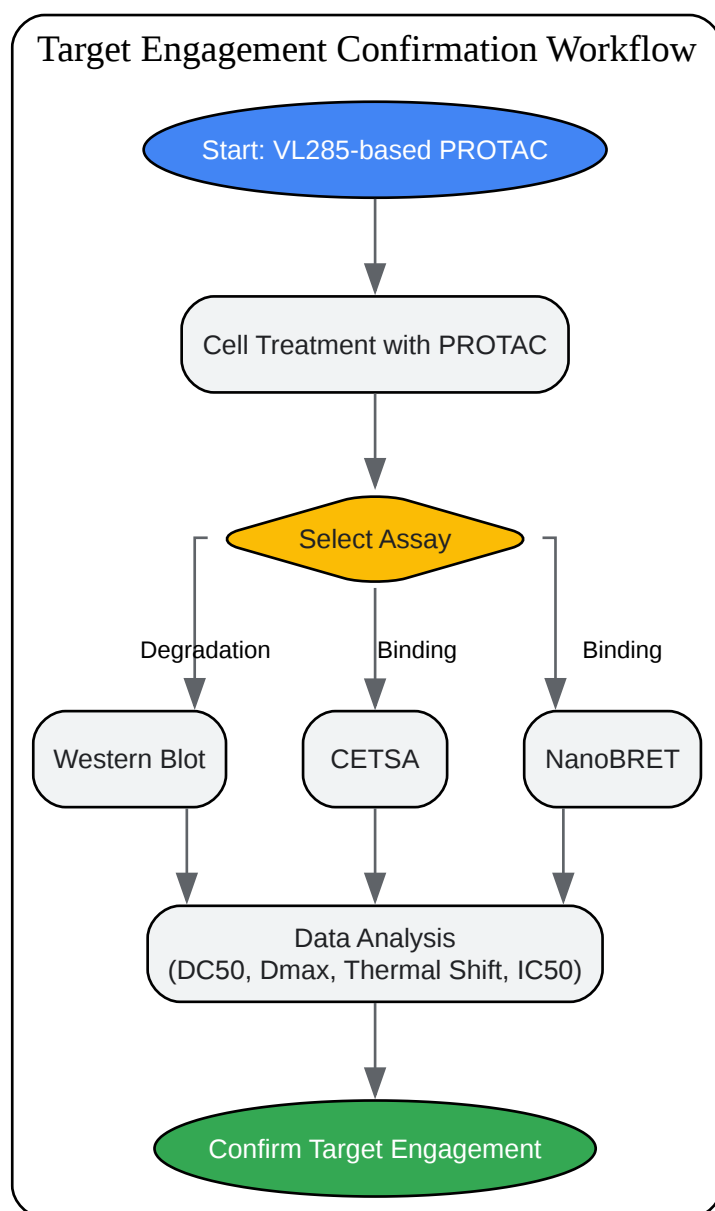 Target Engagement Confirmation Workflow
Start: VL285-based PROTAC
Cell Treatment with PROTAC
Select Assay
Degradation
Binding
Binding
Western Blot
CETSA
NanoBRET
Data Analysis
(DC50, Dmax, Thermal Shift, IC50)
Confirm Target Engagement